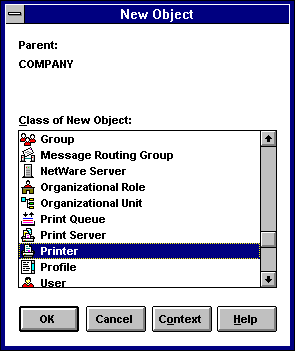 New Object
Parent:
COMPANY
Class of New Object:
Group
Message Routing Group
NetWare Server
Organizational Role
Organizational Unit
Print Queue
Print Server
Printer
Profile
User
OK
Cancel
Context
Help